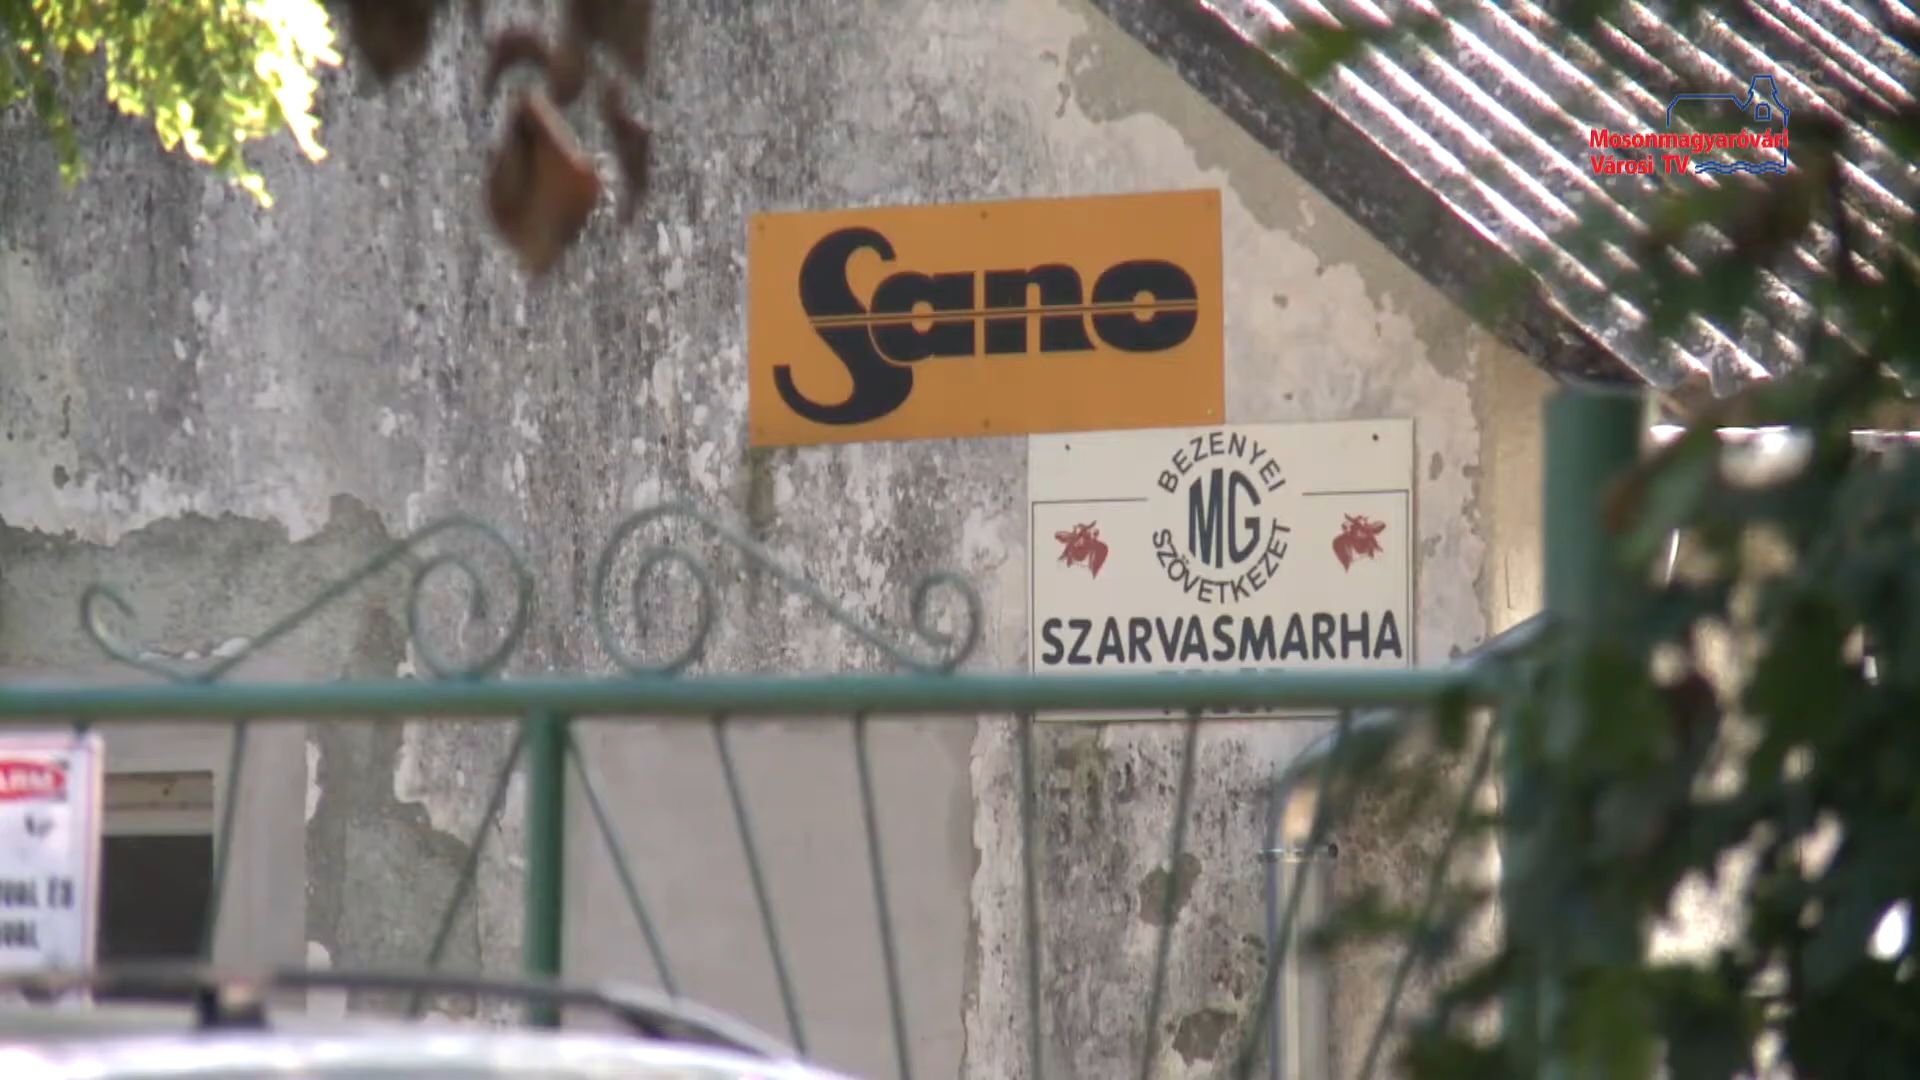 Mosonmagyaróvári
Városi TV
Sano
BEZENYEI
MG
SZÖVETKEZET
SZARVASMARHA